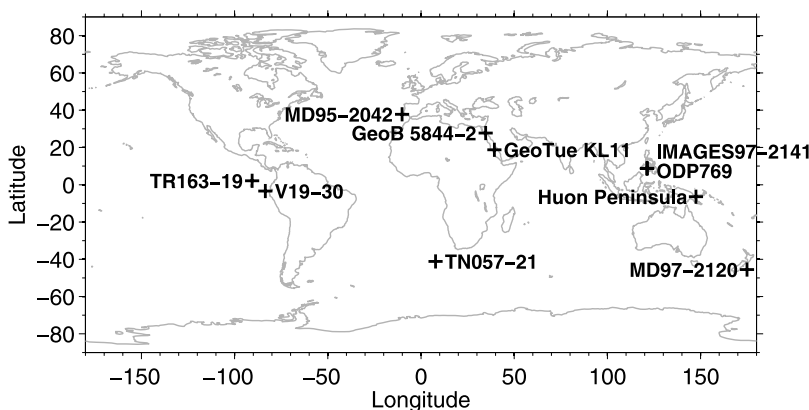 80
60
40
20
0
−20
−40
−60
−80
Latitude
MD95−2042
GeoB 5844−2
GeoTue KL11
IMAGES97−2141
ODP769
TR163−19
V19−30
Huon Peninsula
TN057−21
MD97−2120
−150 −100 −50 0 50 100 150
Longitude